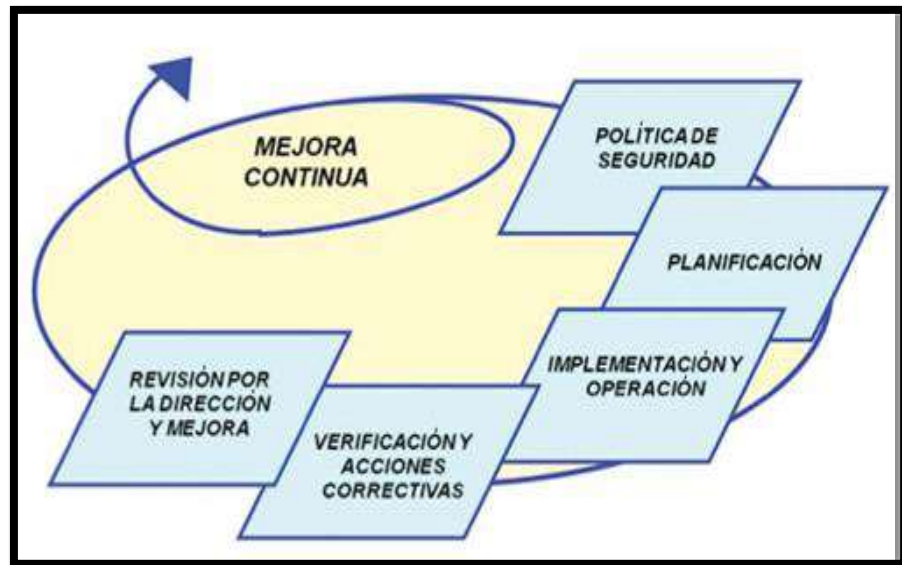 MEJORA
CONTINUA
POLÍTICA DE
SEGURIDAD
PLANIFICACIÓN
IMPLEMENTACIÓN Y
OPERACIÓN
VERIFICACIÓN Y
ACCIONES
CORRECTIVAS
REVISIÓN POR
LA DIRECCIÓN
Y MEJORA